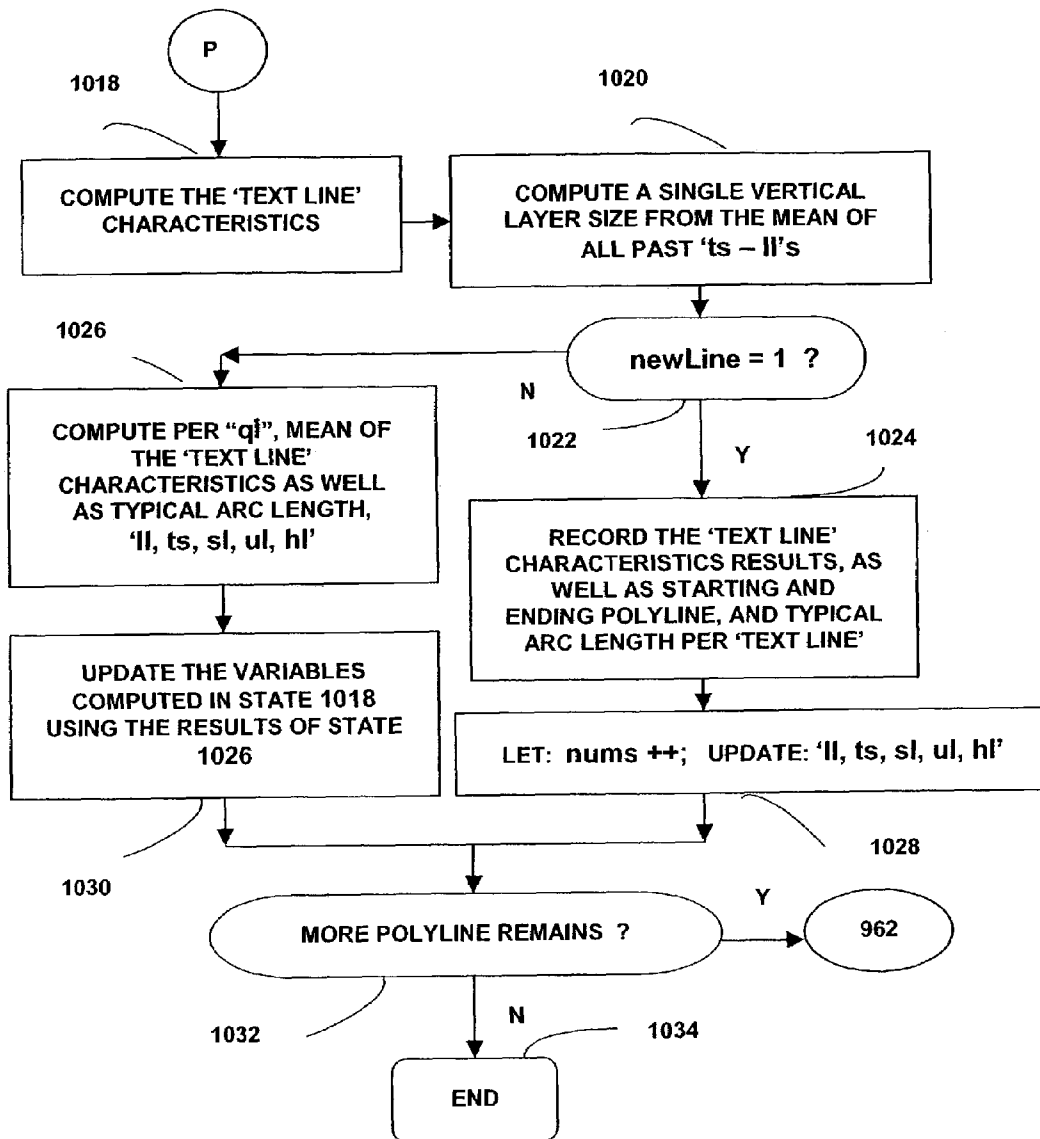 P
1018
1020
COMPUTE THE ‘TEXT LINE’
CHARACTERISTICS
COMPUTE A SINGLE VERTICAL
LAYER SIZE FROM THE MEAN OF
ALL PAST ‘ts – ll’s
newLine = 1 ?
1022
N
Y
1026
COMPUTE PER “ql”, MEAN OF
THE ‘TEXT LINE’
CHARACTERISTICS AS WELL
AS TYPICAL ARC LENGTH,
‘ll, ts, sl, ul, hl’
1024
RECORD THE ‘TEXT LINE’
CHARACTERISTICS RESULTS, AS
WELL AS STARTING AND
ENDING POLYLINE, AND TYPICAL
ARC LENGTH PER ‘TEXT LINE’
UPDATE THE VARIABLES
COMPUTED IN STATE 1018
USING THE RESULTS OF STATE
1026
1030
LET: nums ++; UPDATE: ‘ll, ts, sl, ul, hl’
1028
MORE POLYLINE REMAINS ?
Y
962
1032
N
1034
END